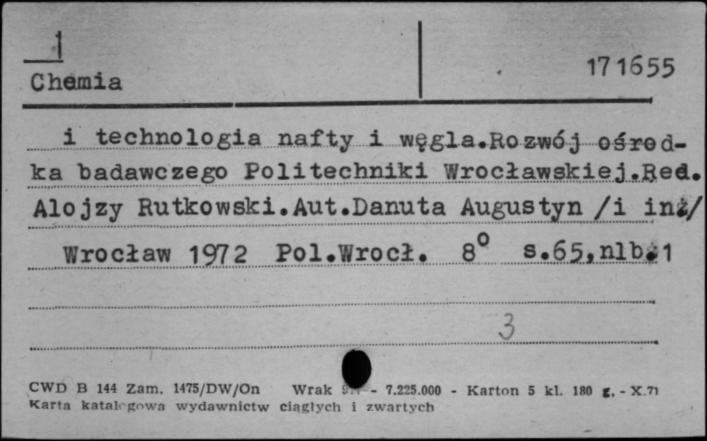 1
Chemia 171655
i technologia nafty i węgla.Rozwój ośrod-
ka badawczego Politechniki Wrocławskiej.Red.
Alojzy Rutkowski.Aut.Danuta Augustyn /i inż/
Wrocław 1972 Pol.Wrocł. 8° s.65,nlb.1
3
CWD B 144 Zam. 1475/DW/On Wrak - 7.225.000 - Karton 5 kl. 180 g. - X.71
Karta katalogowa wydawnictw ciągłych i zwartych